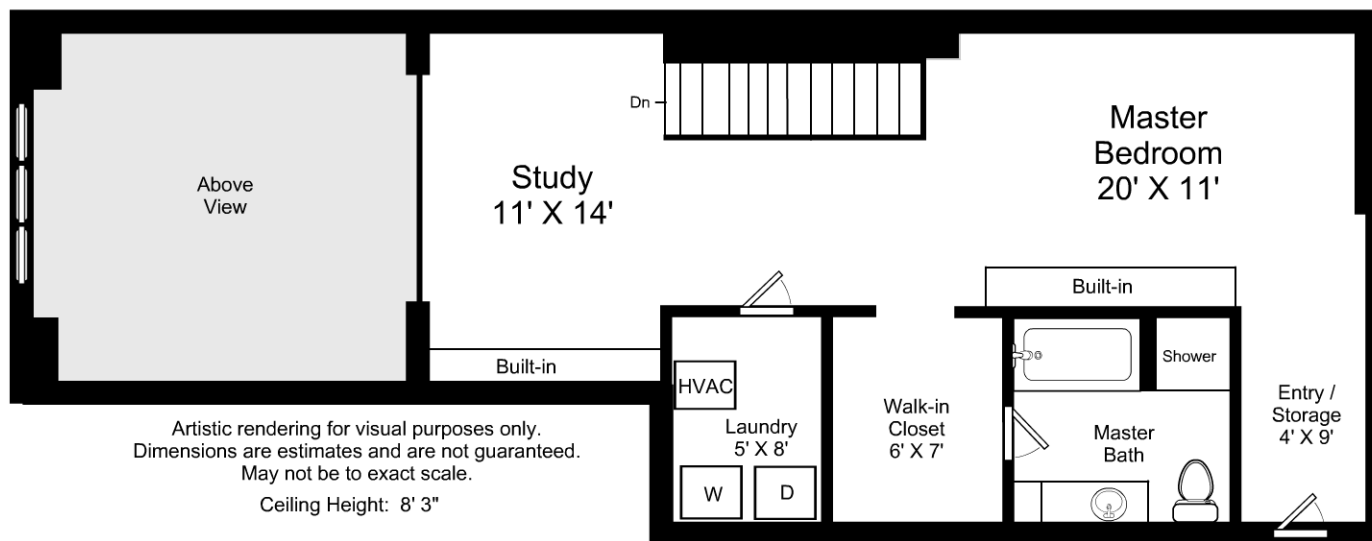 Above
View
Study
11' X 14'
Built-in
Dn
Master
Bedroom
20' X 11'
Built-in
HVAC
Laundry
5' X 8'
W
D
Walk-in
Closet
6' X 7'
Shower
Master
Bath
Entry /
Storage
4' X 9'
Artistic rendering for visual purposes only.
Dimensions are estimates and are not guaranteed.
May not be to exact scale.
Ceiling Height: 8' 3"